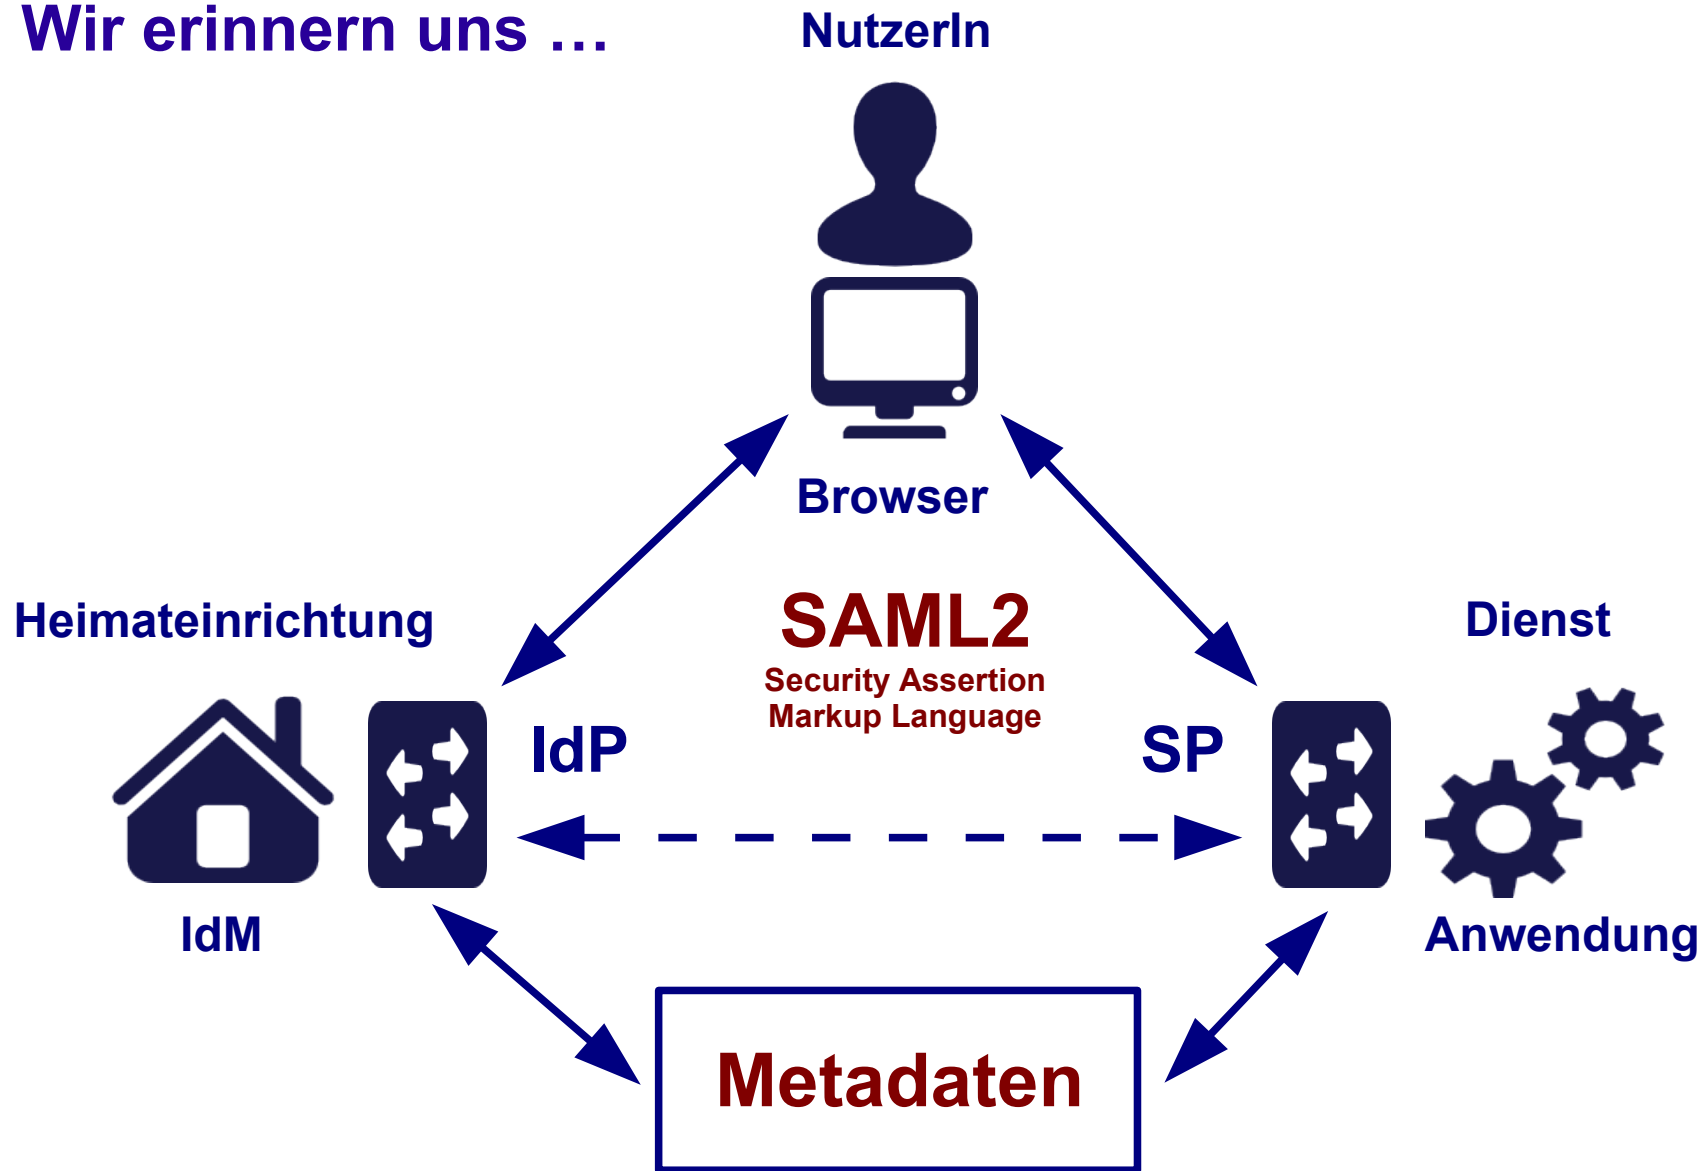 Wir erinnern uns …
NutzerIn
Browser
SAML2
Security Assertion
Markup Language
Heimateinrichtung
Dienst
IdP
SP
IdM
Anwendung
Metadaten